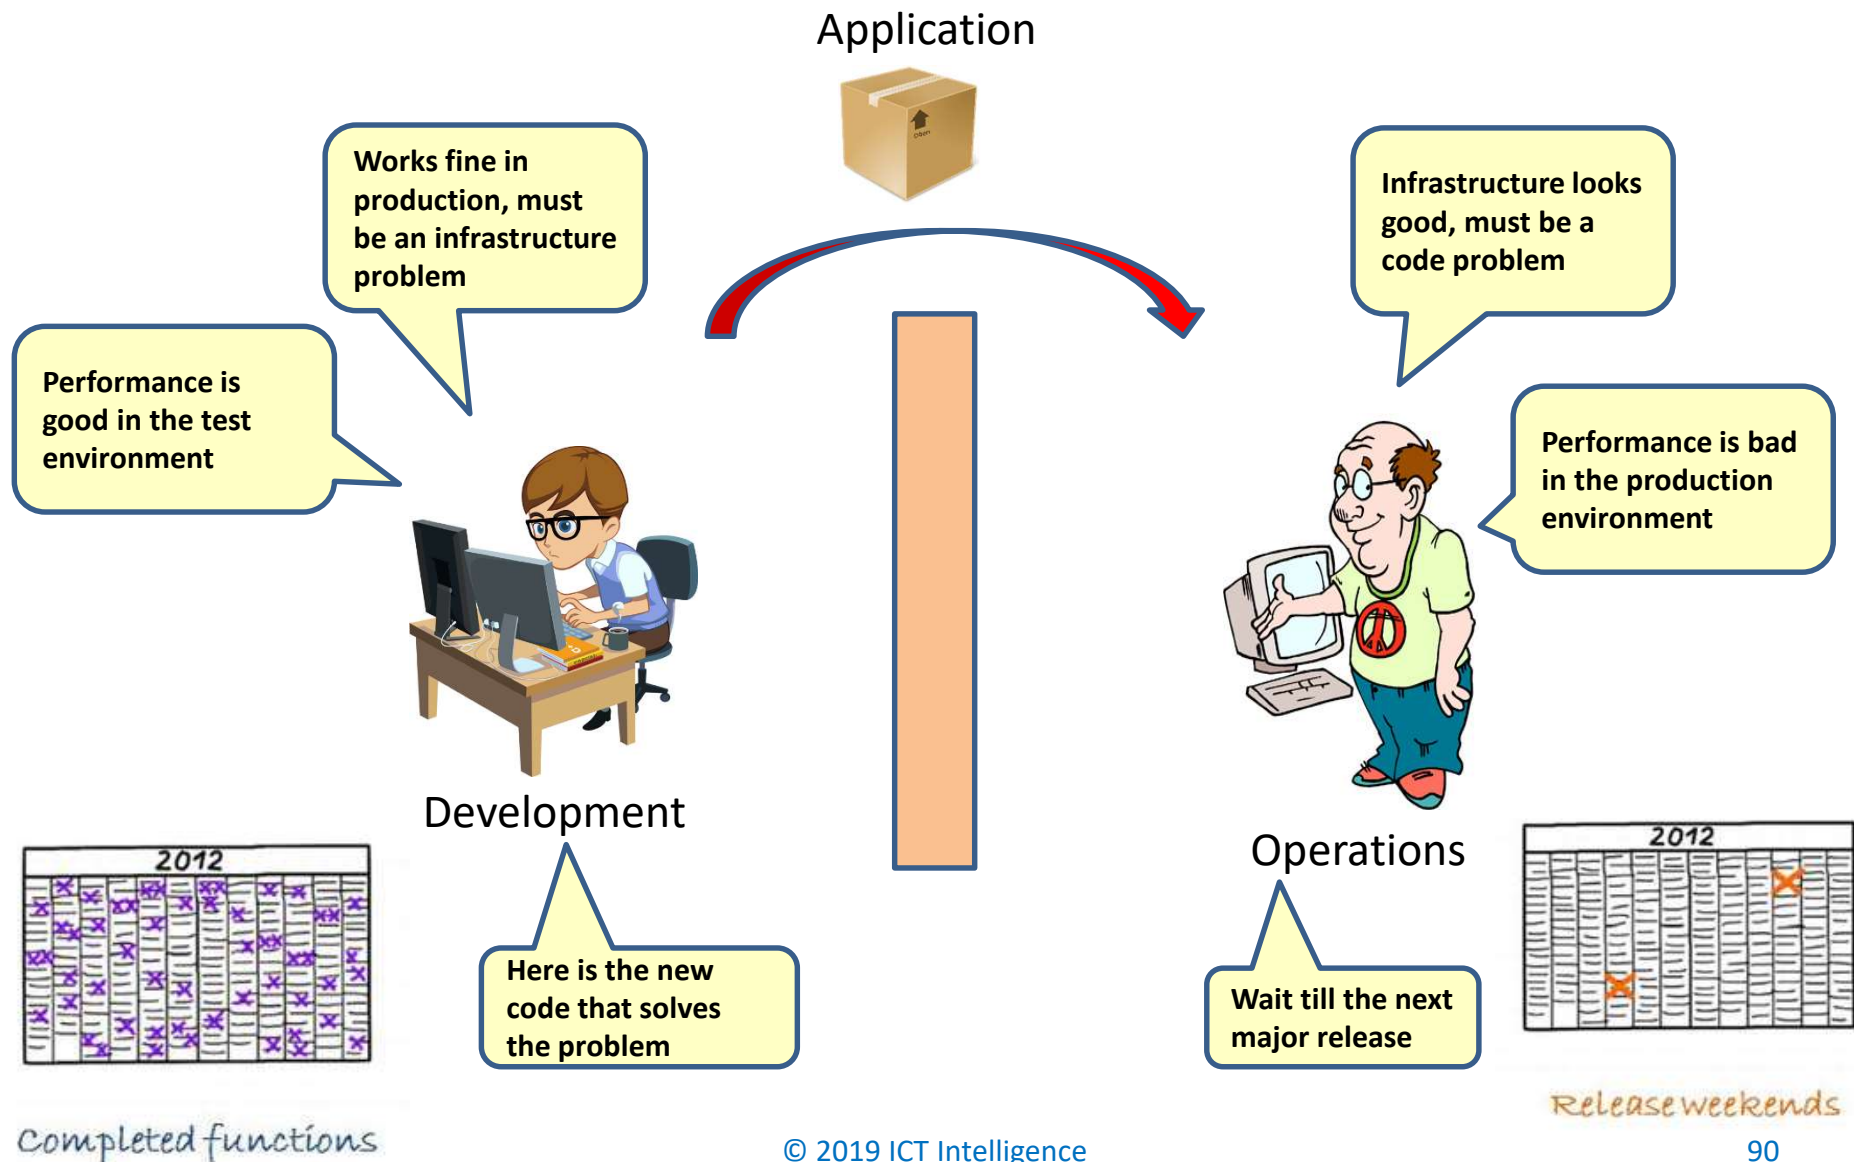 Application
Works fine in
production, must
be an infrastructure
problem
Infrastructure looks
good, must be a
code problem
Performance is
good in the test
environment
Performance is bad
in the production
environment
Development
Operations
2012
2012
Here is the new
code that solves
the problem
Wait till the next
major release
Completed functions
Release weekends
© 2019 ICT Intelligence
90